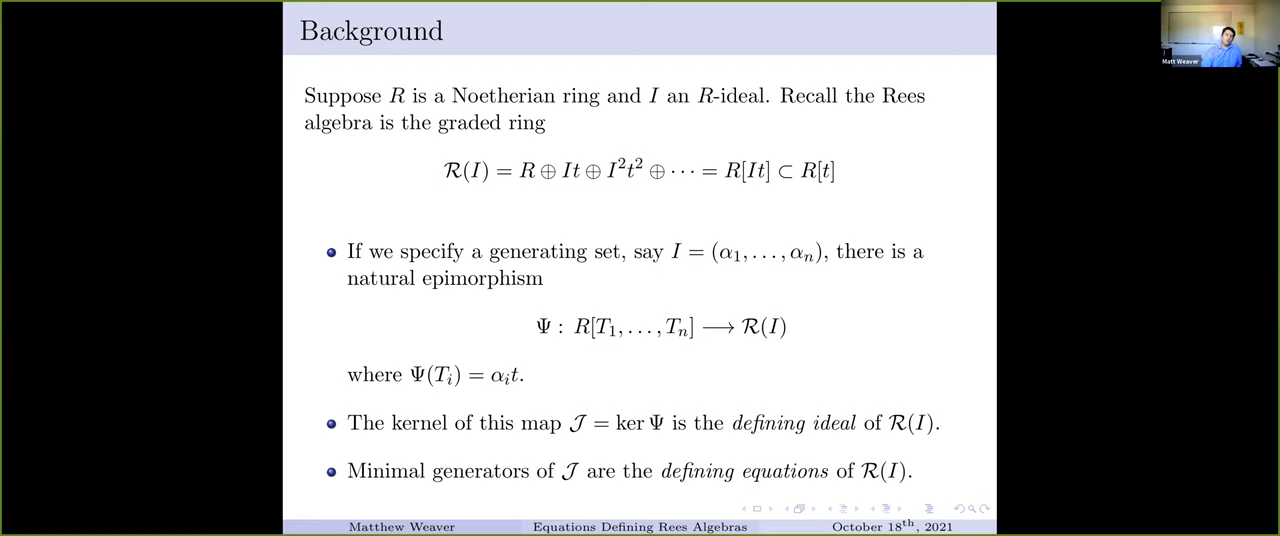 Background
Matt Weaver
Suppose R is a Noetherian ring and I an R-ideal. Recall the Rees
algebra is the graded ring
ℛ(I) = R ⊕ It ⊕ I²t² ⊕ ··· = R[It] ⊂ R[t]
If we specify a generating set, say I = (α₁, . . . , αₙ), there is a
natural epimorphism
Ψ : R[T₁, . . . , Tₙ] ⟶ ℛ(I)
where Ψ(Tᵢ) = αᵢt.
The kernel of this map 𝒥 = ker Ψ is the defining ideal of ℛ(I).
Minimal generators of 𝒥 are the defining equations of ℛ(I).
Matthew Weaver Equations Defining Rees Algebras October 18th, 2021